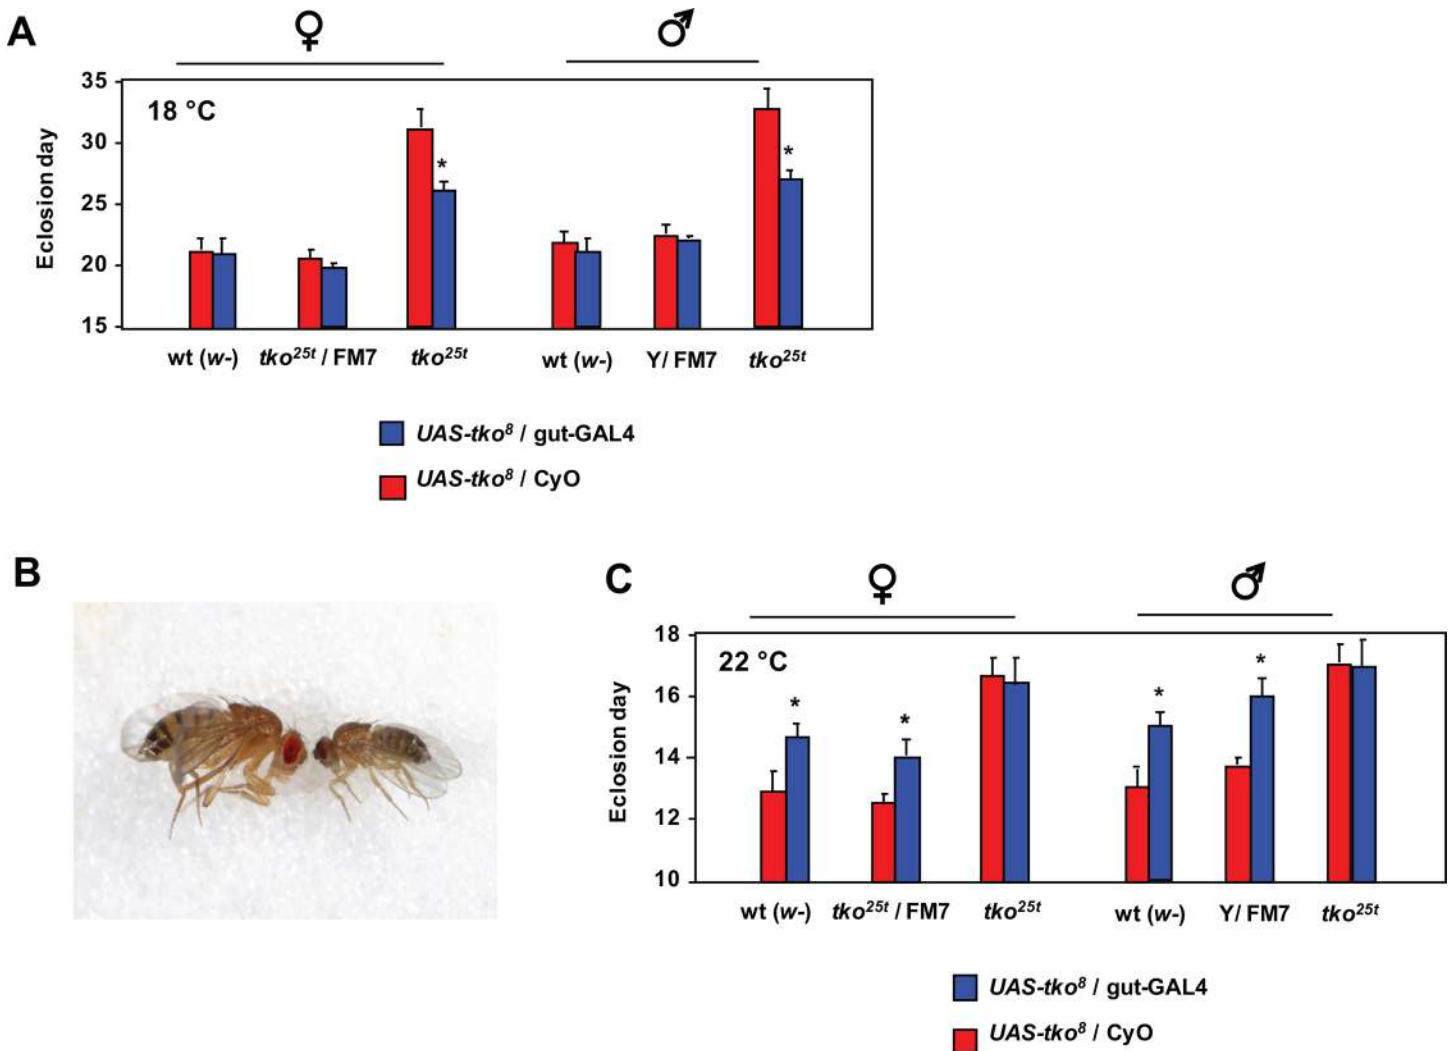 A
♀ ♂
35
18 °C
30
25
20
15
Eclosion day
* *
wt (w-) tko²⁵ᵗ / FM7 tko²⁵ᵗ wt (w-) Y/ FM7 tko²⁵ᵗ
UAS-tko⁸ / gut-GAL4
UAS-tko⁸ / CyO
B
C
♀ ♂
18
22 °C
16
14
12
10
Eclosion day
* * * *
wt (w-) tko²⁵ᵗ / FM7 tko²⁵ᵗ wt (w-) Y/ FM7 tko²⁵ᵗ
UAS-tko⁸ / gut-GAL4
UAS-tko⁸ / CyO